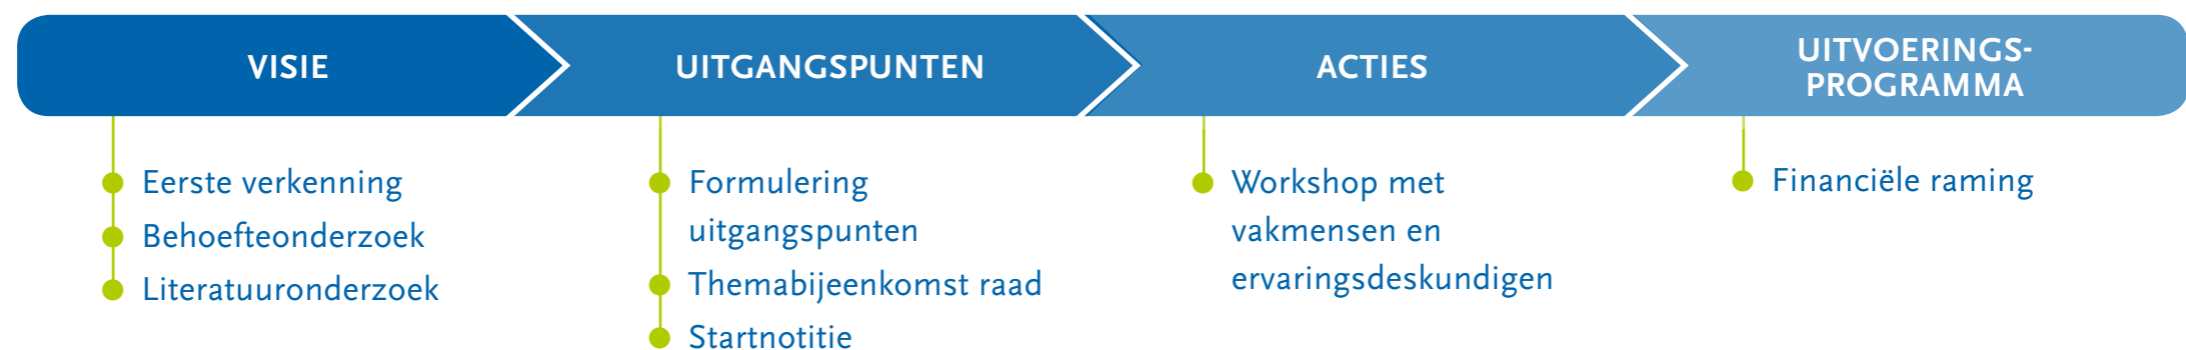 VISIE
Eerste verkenning
Behoefteonderzoek
Literatuuronderzoek
UITGANGSPUNTEN
Formulering
uitgangspunten
Themabijeenkomst raad
Startnotitie
ACTIES
Workshop met
vakmensen en
ervaringsdeskundigen
UITVOERINGS-
PROGRAMMA
Financiële raming